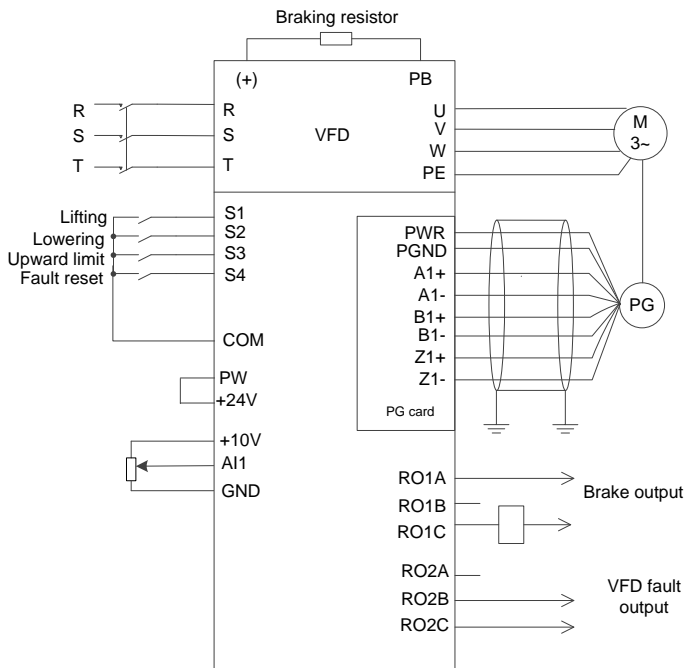 Braking resistor
(+)
PB
R
S
T
R
S
T
VFD
U
V
W
PE
M
3~
Lifting
Lowering
Upward limit
Fault reset
S1
S2
S3
S4
COM
PW
+24V
+10V
AI1
GND
PWR
PGND
A1+
A1-
B1+
B1-
Z1+
Z1-
PG card
PG
RO1A
RO1B
RO1C
Brake output
RO2A
RO2B
RO2C
VFD fault
output